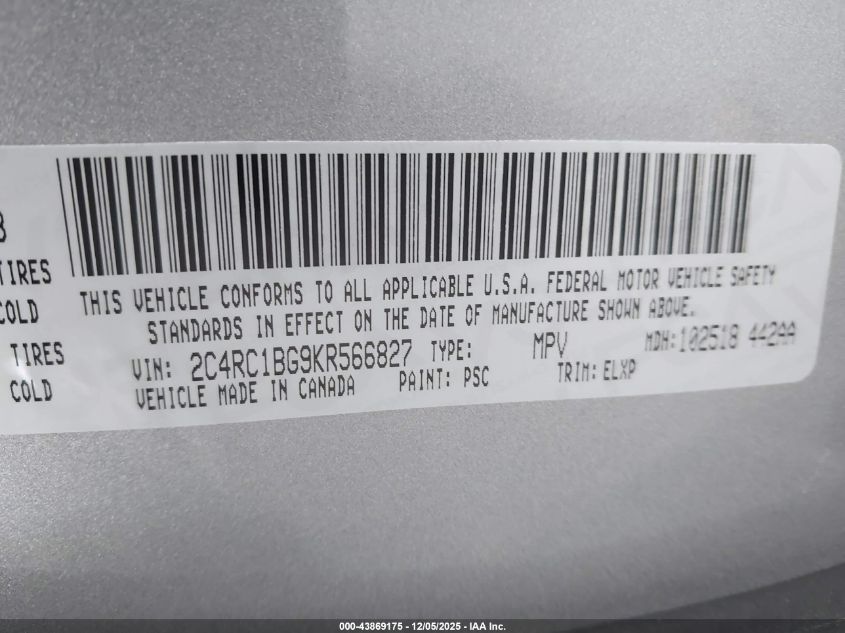 THIS VEHICLE CONFORMS TO ALL APPLICABLE U.S.A. FEDERAL MOTOR VEHICLE SAFETY
STANDARDS IN EFFECT ON THE DATE OF MANUFACTURE SHOWN ABOVE.
VIN: 2C4RC1BG9KR566827 TYPE: MPV MDH:102518 442AA
VEHICLE MADE IN CANADA PAINT: PSC TRIM: ELXP
TIRES
COLD
TIRES
COLD
000-43869175 - 12/05/2025 - IAA Inc.